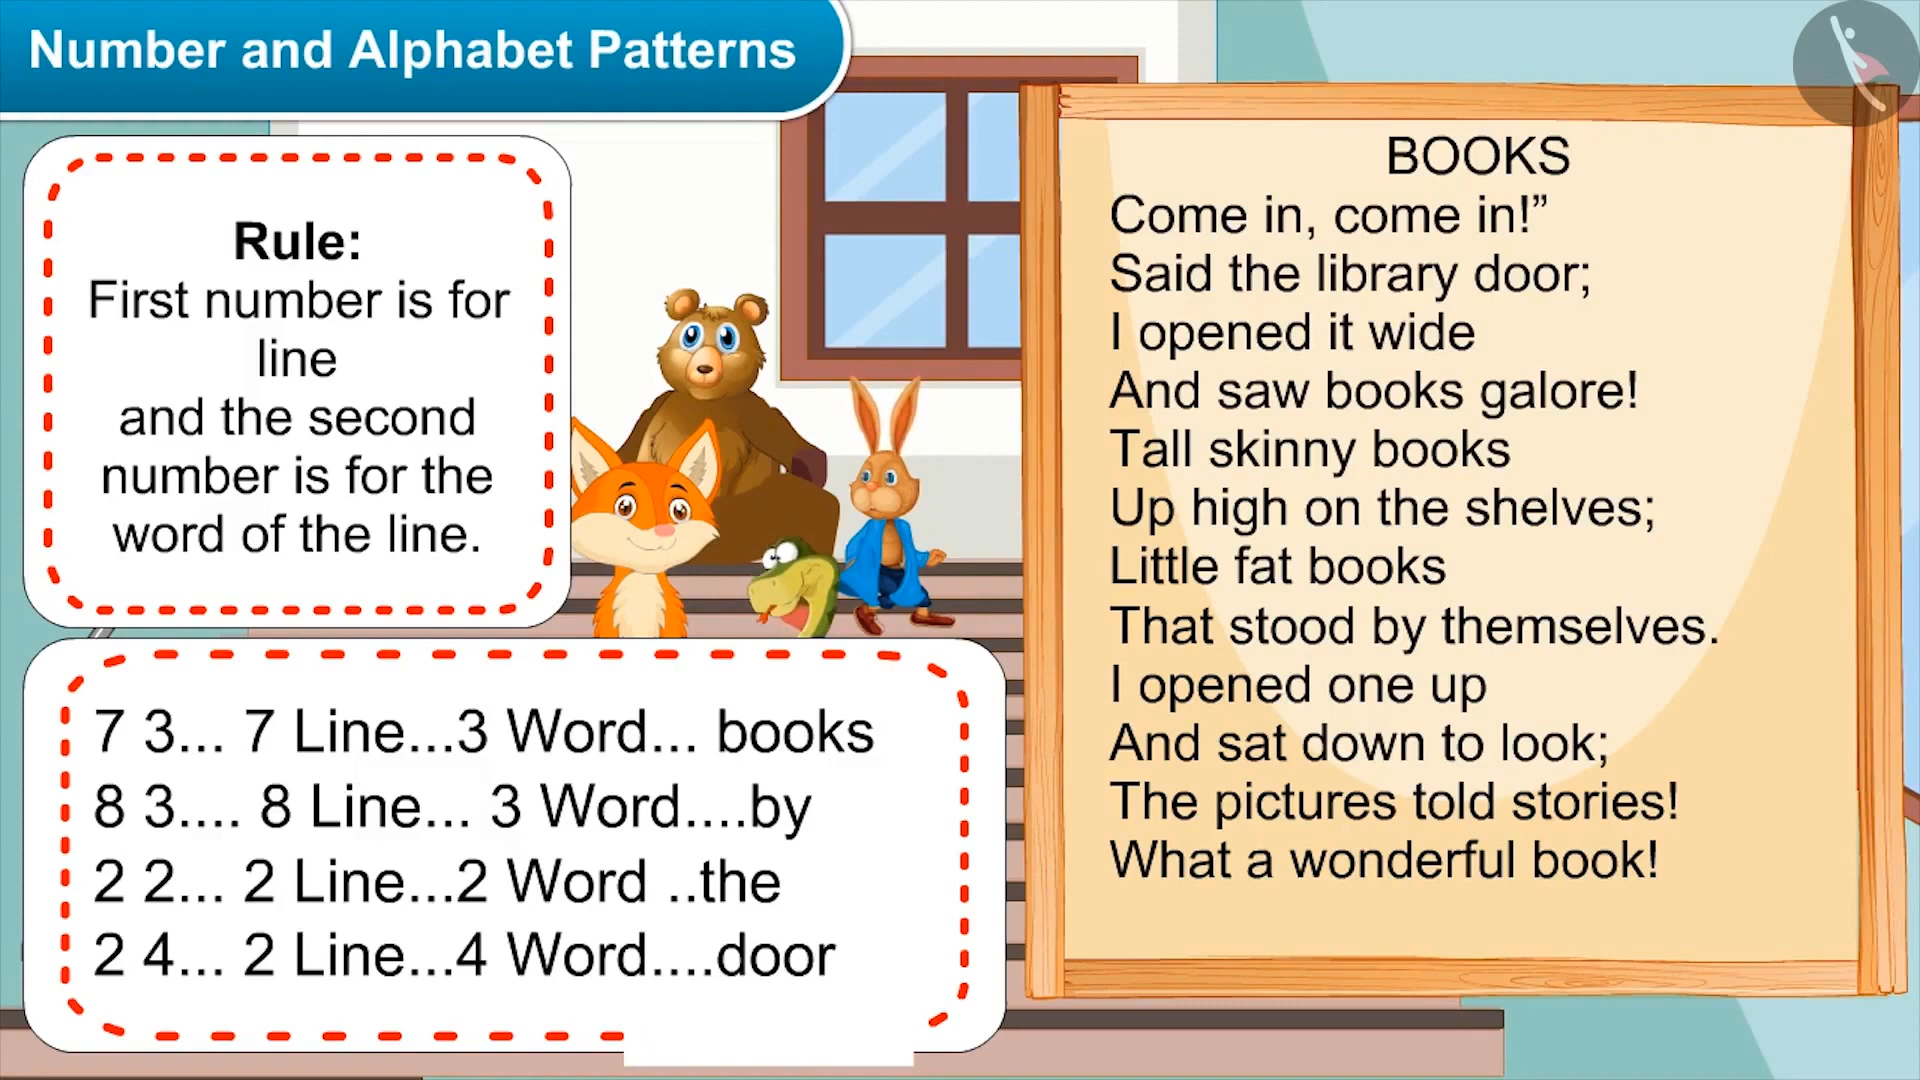 Number and Alphabet Patterns
Rule:
First number is for
line
and the second
number is for the
word of the line.
7 3... 7 Line...3 Word... books
8 3.... 8 Line... 3 Word....by
2 2... 2 Line...2 Word ..the
2 4... 2 Line...4 Word....door
BOOKS
Come in, come in!”
Said the library door;
I opened it wide
And saw books galore!
Tall skinny books
Up high on the shelves;
Little fat books
That stood by themselves.
I opened one up
And sat down to look;
The pictures told stories!
What a wonderful book!